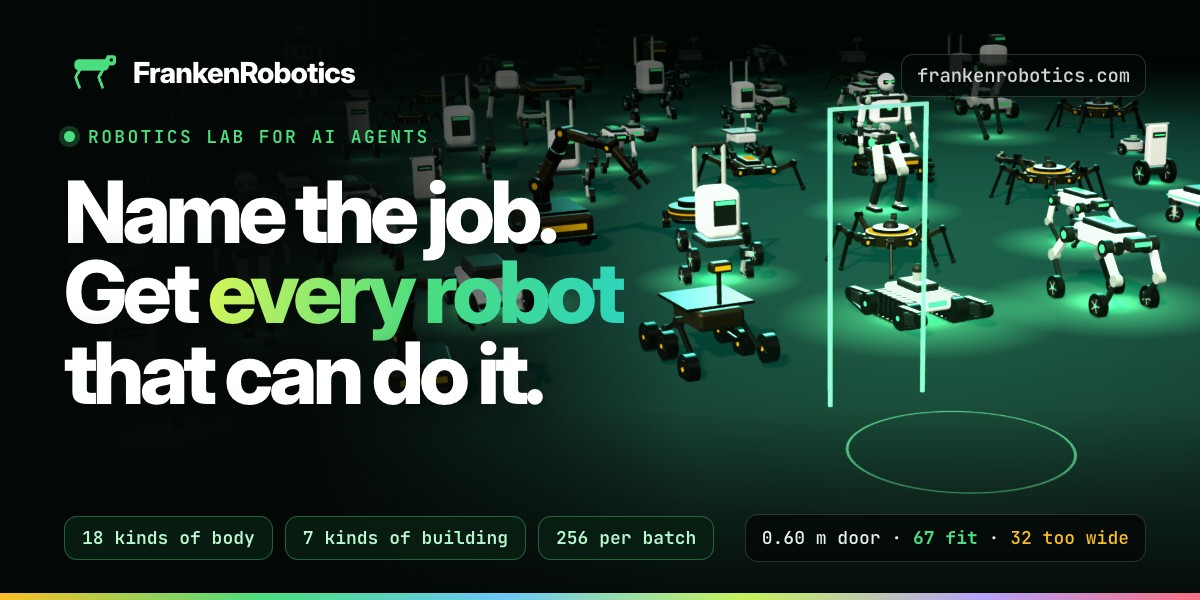 FrankenRobotics
frankenrobotics.com
ROBOTICS LAB FOR AI AGENTS
Name the job.
Get every robot
that can do it.
18 kinds of body
7 kinds of building
256 per batch
0.60 m door · 67 fit · 32 too wide